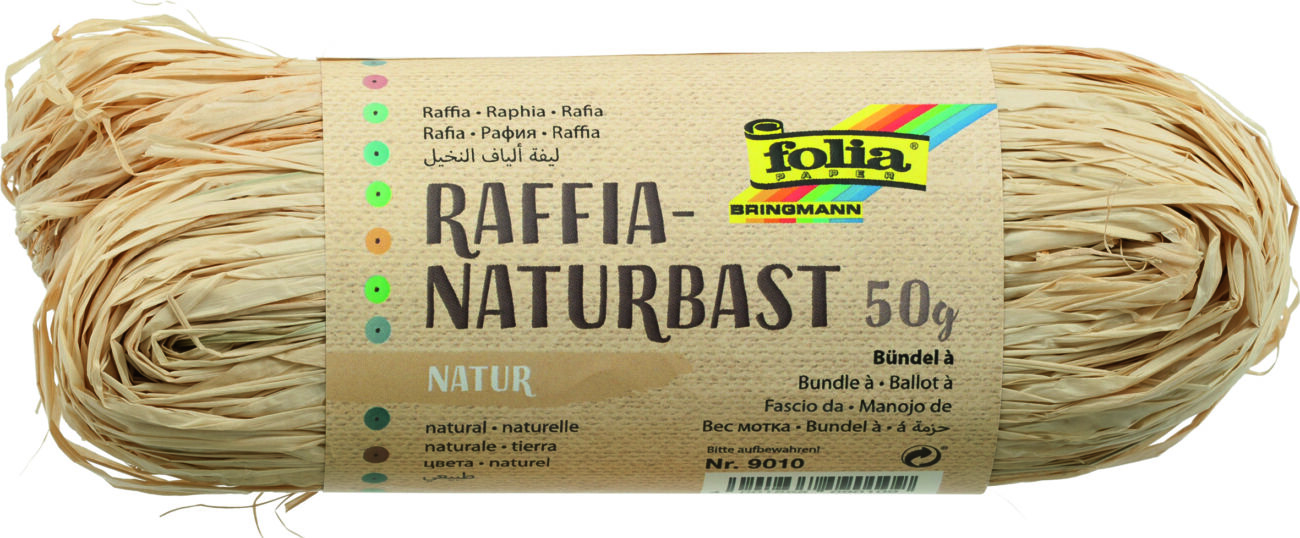 Raffia • Raphia • Rafia
Rafia • Рафия • Raffia
ليفة ألياف النخيل
folia®
PAPER
BRINGMANN
RAFFIA-
NATURBAST 50g
NATUR
Bündel à
Bundle à • Ballot à
Fascio da • Manojo de
Вес мотка • Bundel à • á حزمة
natural • naturelle
naturale • tierra
цвета • naturel
طبيعي
Bitte aufbewahren!
Nr. 9010